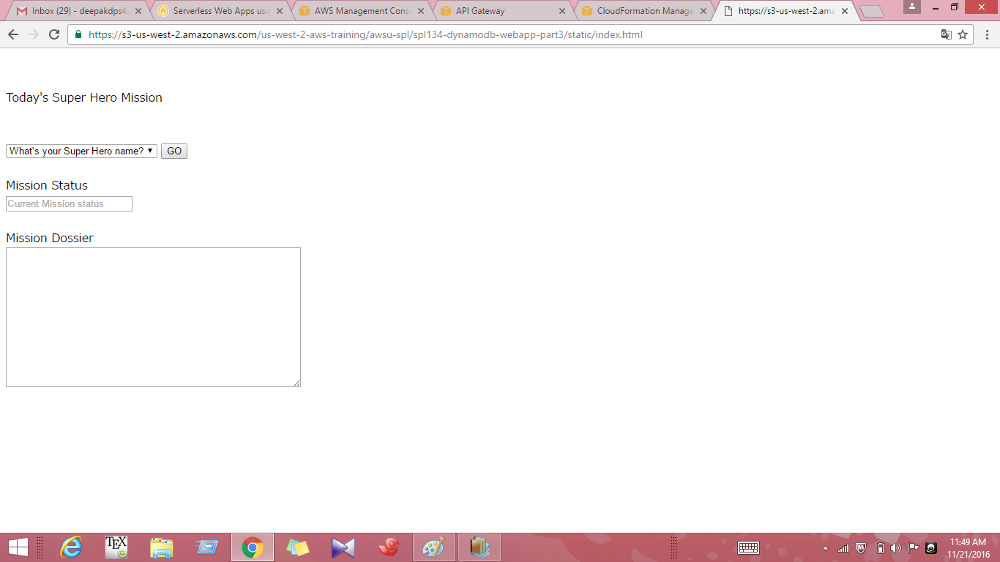 Inbox (29) - deepakdps4
Serverless Web Apps usi
AWS Management Cons
API Gateway
CloudFormation Manage
https://s3-us-west-2.ama
https://s3-us-west-2.amazonaws.com/us-west-2-aws-training/awsu-spl/spl134-dynamodb-webapp-part3/static/index.html
Today's Super Hero Mission
What's your Super Hero name? GO
Mission Status
Current Mission status
Mission Dossier
TEX
11:49 AM
11/21/2016